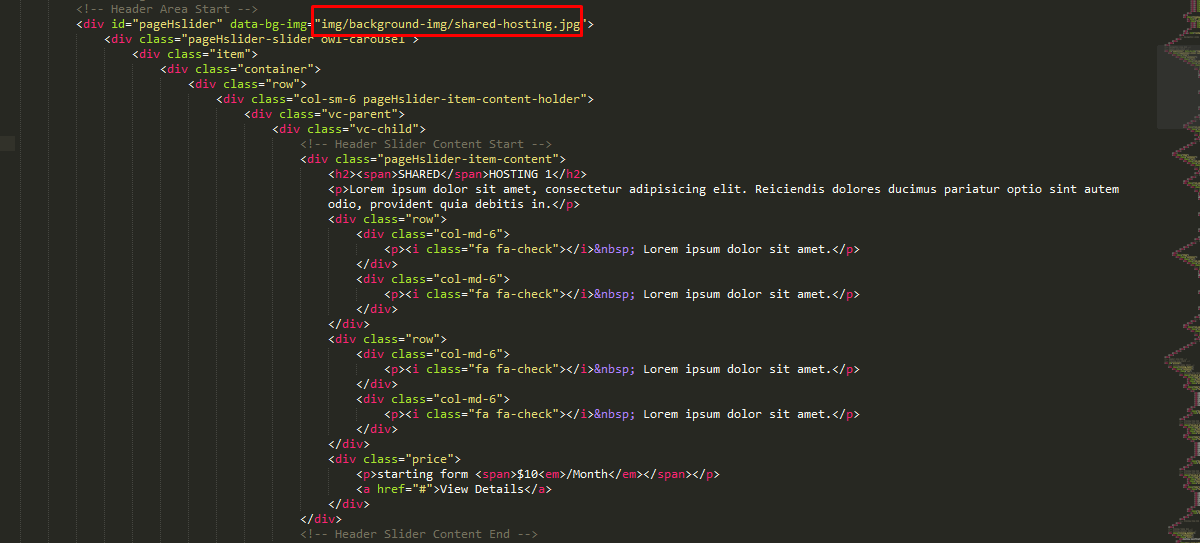 <!-- Header Area Start -->
<div id="pageHslider" data-bg-img="img/background-img/shared-hosting.jpg">
<div class="pageHslider-slider owl-carousel">
<div class="item">
<div class="container">
<div class="row">
<div class="col-sm-6 pageHslider-item-content-holder">
<div class="vc-parent">
<div class="vc-child">
<!-- Header Slider Content Start -->
<div class="pageHslider-item-content">
<h2><span>SHARED</span>HOSTING 1</h2>
<p>Lorem ipsum dolor sit amet, consectetur adipisicing elit. Reiciendis dolores ducimus pariatur optio sint autem
odio, provident quia debitis in.</p>
<div class="row">
<div class="col-md-6">
<p><i class="fa fa-check"></i>&nbsp; Lorem ipsum dolor sit amet.</p>
</div>
<div class="col-md-6">
<p><i class="fa fa-check"></i>&nbsp; Lorem ipsum dolor sit amet.</p>
</div>
</div>
<div class="row">
<div class="col-md-6">
<p><i class="fa fa-check"></i>&nbsp; Lorem ipsum dolor sit amet.</p>
</div>
<div class="col-md-6">
<p><i class="fa fa-check"></i>&nbsp; Lorem ipsum dolor sit amet.</p>
</div>
</div>
<div class="price">
<p>starting form <span>$10<em>/Month</em></span></p>
<a href="#">View Details</a>
</div>
</div>
<!-- Header Slider Content End -->